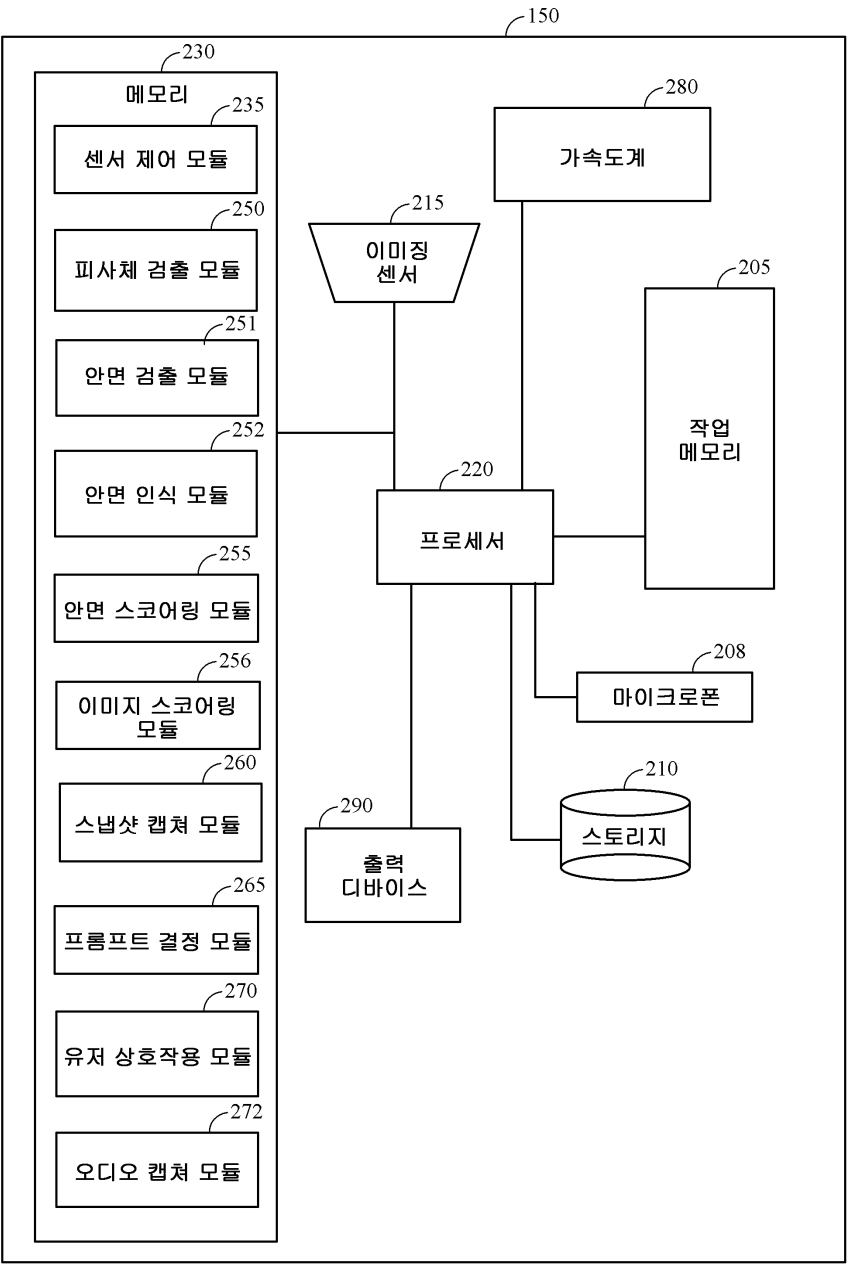 150
230
메모리
235
센서 제어 모듈
250
피사체 검출 모듈
251
안면 검출 모듈
252
안면 인식 모듈
255
안면 스코어링 모듈
256
이미지 스코어링
모듈
260
스냅샷 캡쳐 모듈
265
프롬프트 결정 모듈
270
유저 상호작용 모듈
272
오디오 캡쳐 모듈
215
이미징
센서
280
가속도계
205
작업
메모리
220
프로세서
208
마이크로폰
210
스토리지
290
출력
디바이스